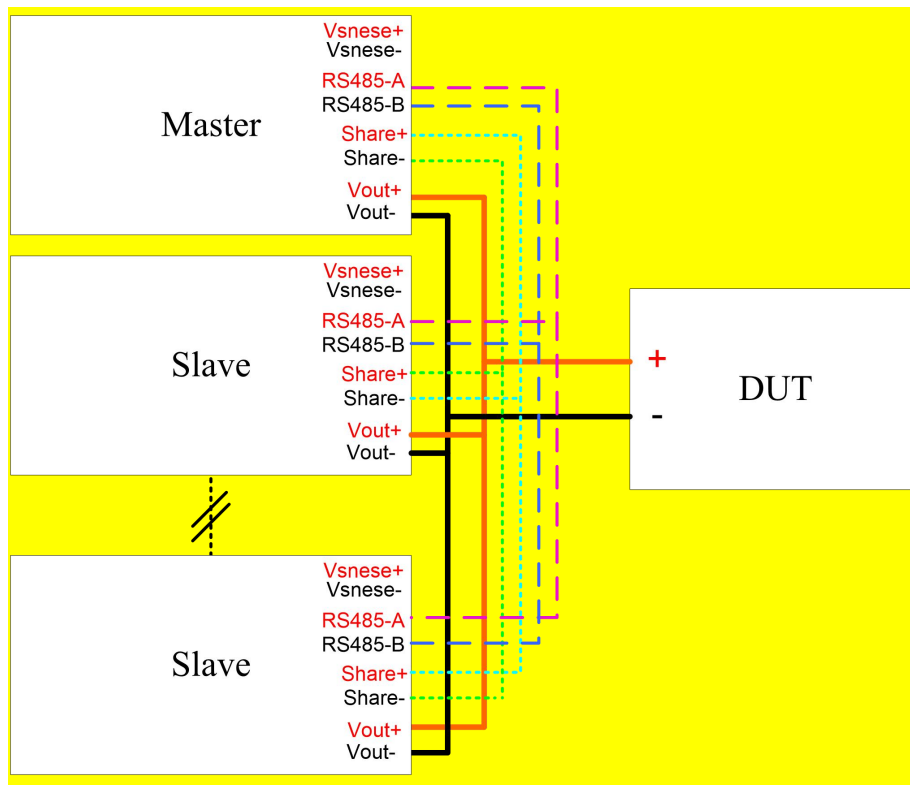 Vsnese+
Vsnese-
RS485-A
RS485-B
Master
Share+
Share-
Vout+
Vout-
Vsnese+
Vsnese-
RS485-A
RS485-B
Slave
Share+
Share-
Vout+
Vout-
+
DUT
-
Vsnese+
Vsnese-
RS485-A
RS485-B
Slave
Share+
Share-
Vout+
Vout-